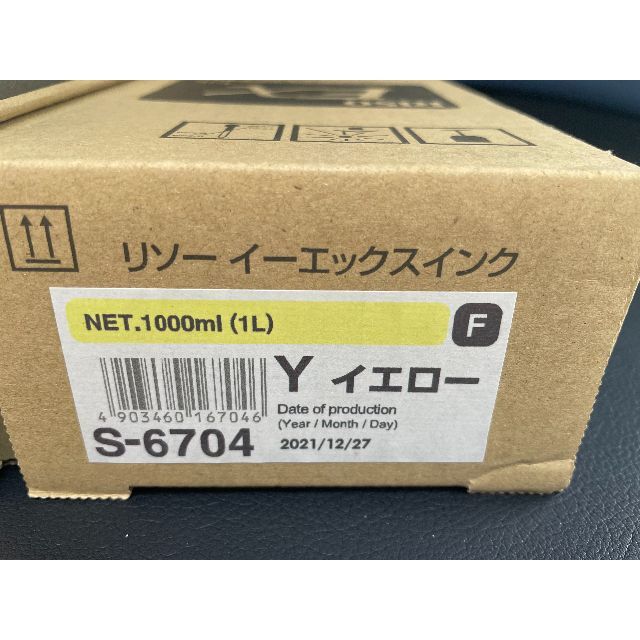 RISO
リソー イーエックスインク
NET.1000ml (1L)
F
Y イエロー
4 903460 167046
Date of production
(Year / Month / Day)
S-6704
2021/12/27